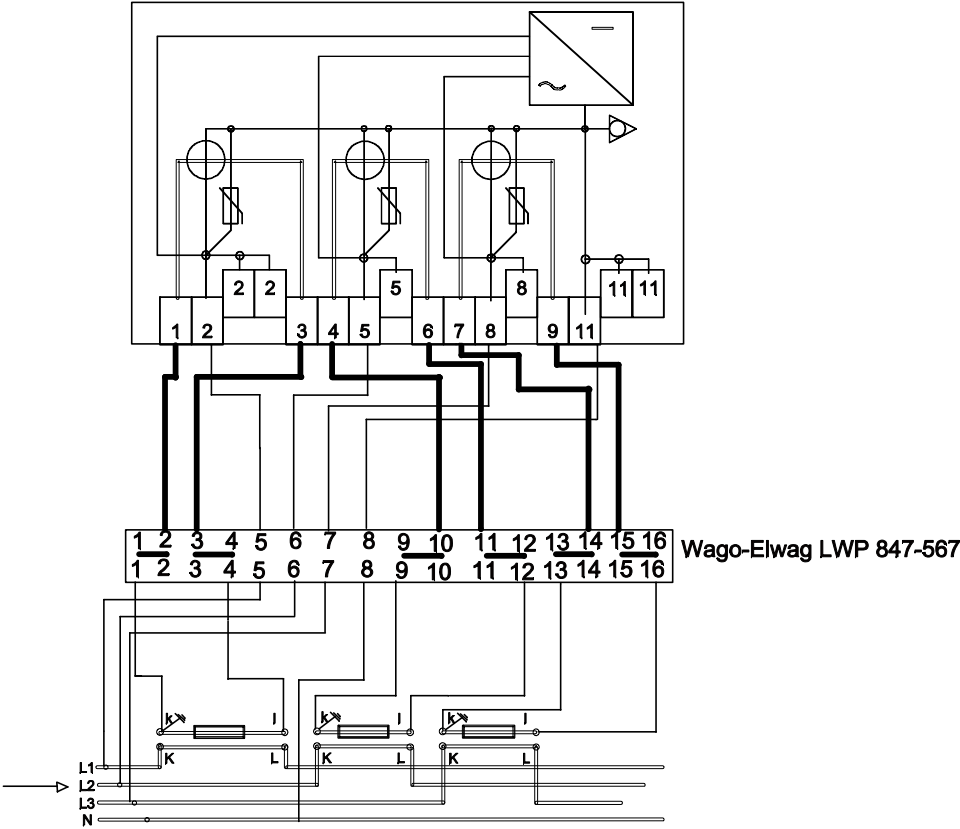 2 2 5 8 11 11
1 2 3 4 5 6 7 8 9 11
1 2 3 4 5 6 7 8 9 10 11 12 13 14 15 16
Wago-Elwag LWP 847-567
1 2 3 4 5 6 7 8 9 10 11 12 13 14 15 16
k l k l k l
K L K L K L
L1
L2
L3
N